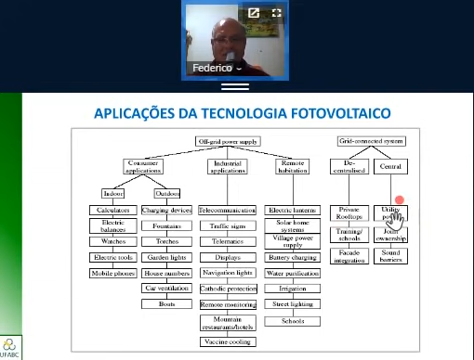 Federico
APLICAÇÕES DA TECNOLOGIA FOTOVOLTAICO
Off-grid power supply
Grid-connected system
Consumer
applications
Industrial
applications
Remote
habitation
De-
centralised
Central
Indoor
Outdoor
Calculators
Electric
balances
Watches
Electric tools
Mobile phones
Charging devices
Fountains
Torches
Garden lights
House numbers
Car ventilation
Boats
Telecommunication
Traffic signs
Telematics
Displays
Navigation lights
Cathodic protection
Remote monitoring
Mountain
restaurants/hotels
Vaccine cooling
Electric lanterns
Solar home
systems
Village power
supply
Battery charging
Water purification
Irrigation
Street lighting
Schools
Private
Rooftops
Training/
schools
Facade
integration
Utility
Joint
ownership
Sound
barriers
UFABC